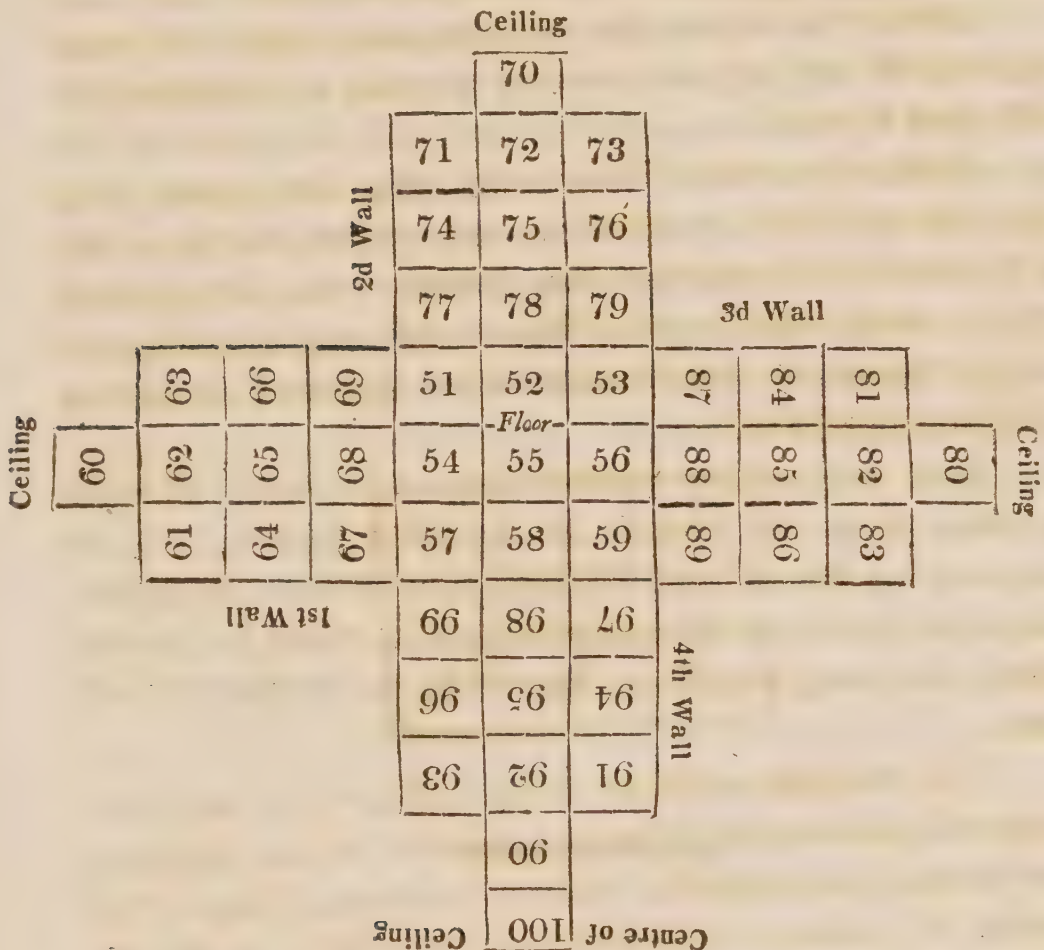 Ceiling
70
71 72 73
2d Wall
74 75 76
77 78 79
3d Wall
63 66 69 51 52 53 87 84 81
Floor
Ceiling
60 62 65 68 54 55 56 88 85 82 80
Ceiling
61 64 67 57 58 59 89 86 83
1st Wall
99 98 97
4th Wall
96 95 94
93 92 91
90
Centre of 100 Ceiling